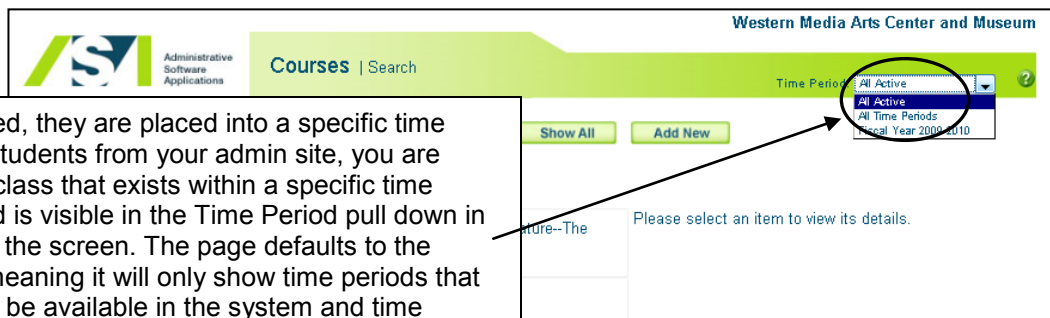 Western Media Arts Center and Museum
Administrative
Software
Applications
Courses | Search
Time Period: All Active
All Active
All Time Periods
Fiscal Year 2009-2010
Show All
Add New
ed, they are placed into a specific time
tudents from your admin site, you are
class that exists within a specific time
d is visible in the Time Period pull down in
the screen. The page defaults to the
meaning it will only show time periods that
be available in the system and time
ature--The
Please select an item to view its details.